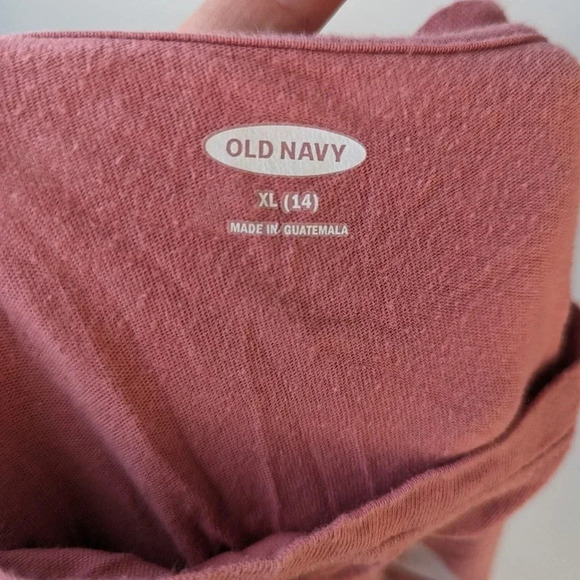 OLD NAVY
XL (14)
MADE IN GUATEMALA